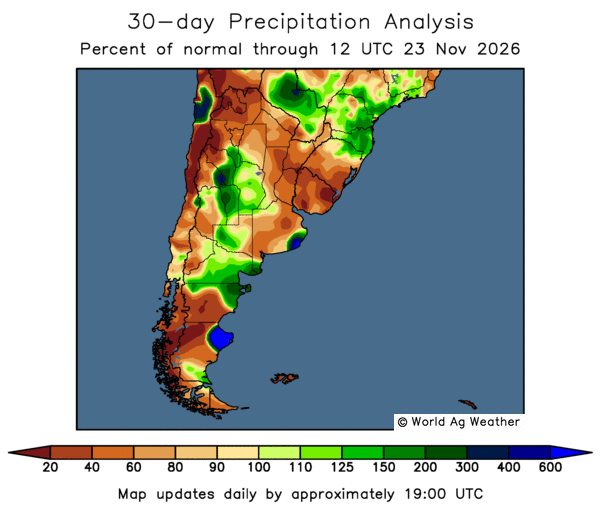 30-day Precipitation Analysis
Percent of normal through 12 UTC 23 Nov 2026
© World Ag Weather
20 40 60 80 90 100 110 125 150 200 300 400 600
Map updates daily by approximately 19:00 UTC